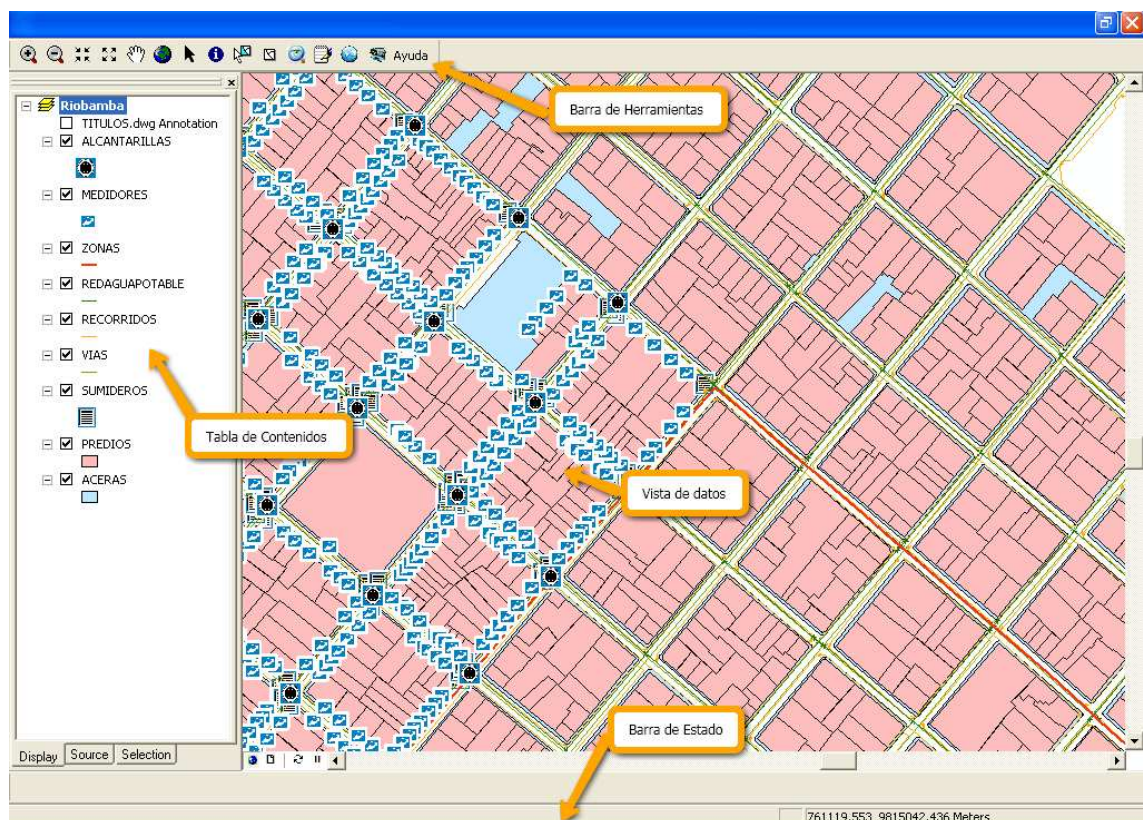 Ayuda
Barra de Herramientas
Riobamba
TITULOS.dwg Annotation
ALCANTARILLAS
MEDIDORES
ZONAS
REDAGUAPOTABLE
RECORRIDOS
VIAS
SUMIDEROS
Tabla de Contenidos
PREDIOS
ACERAS
Vista de datos
Barra de Estado
Display Source Selection
761119,553 9815042,436 Meters